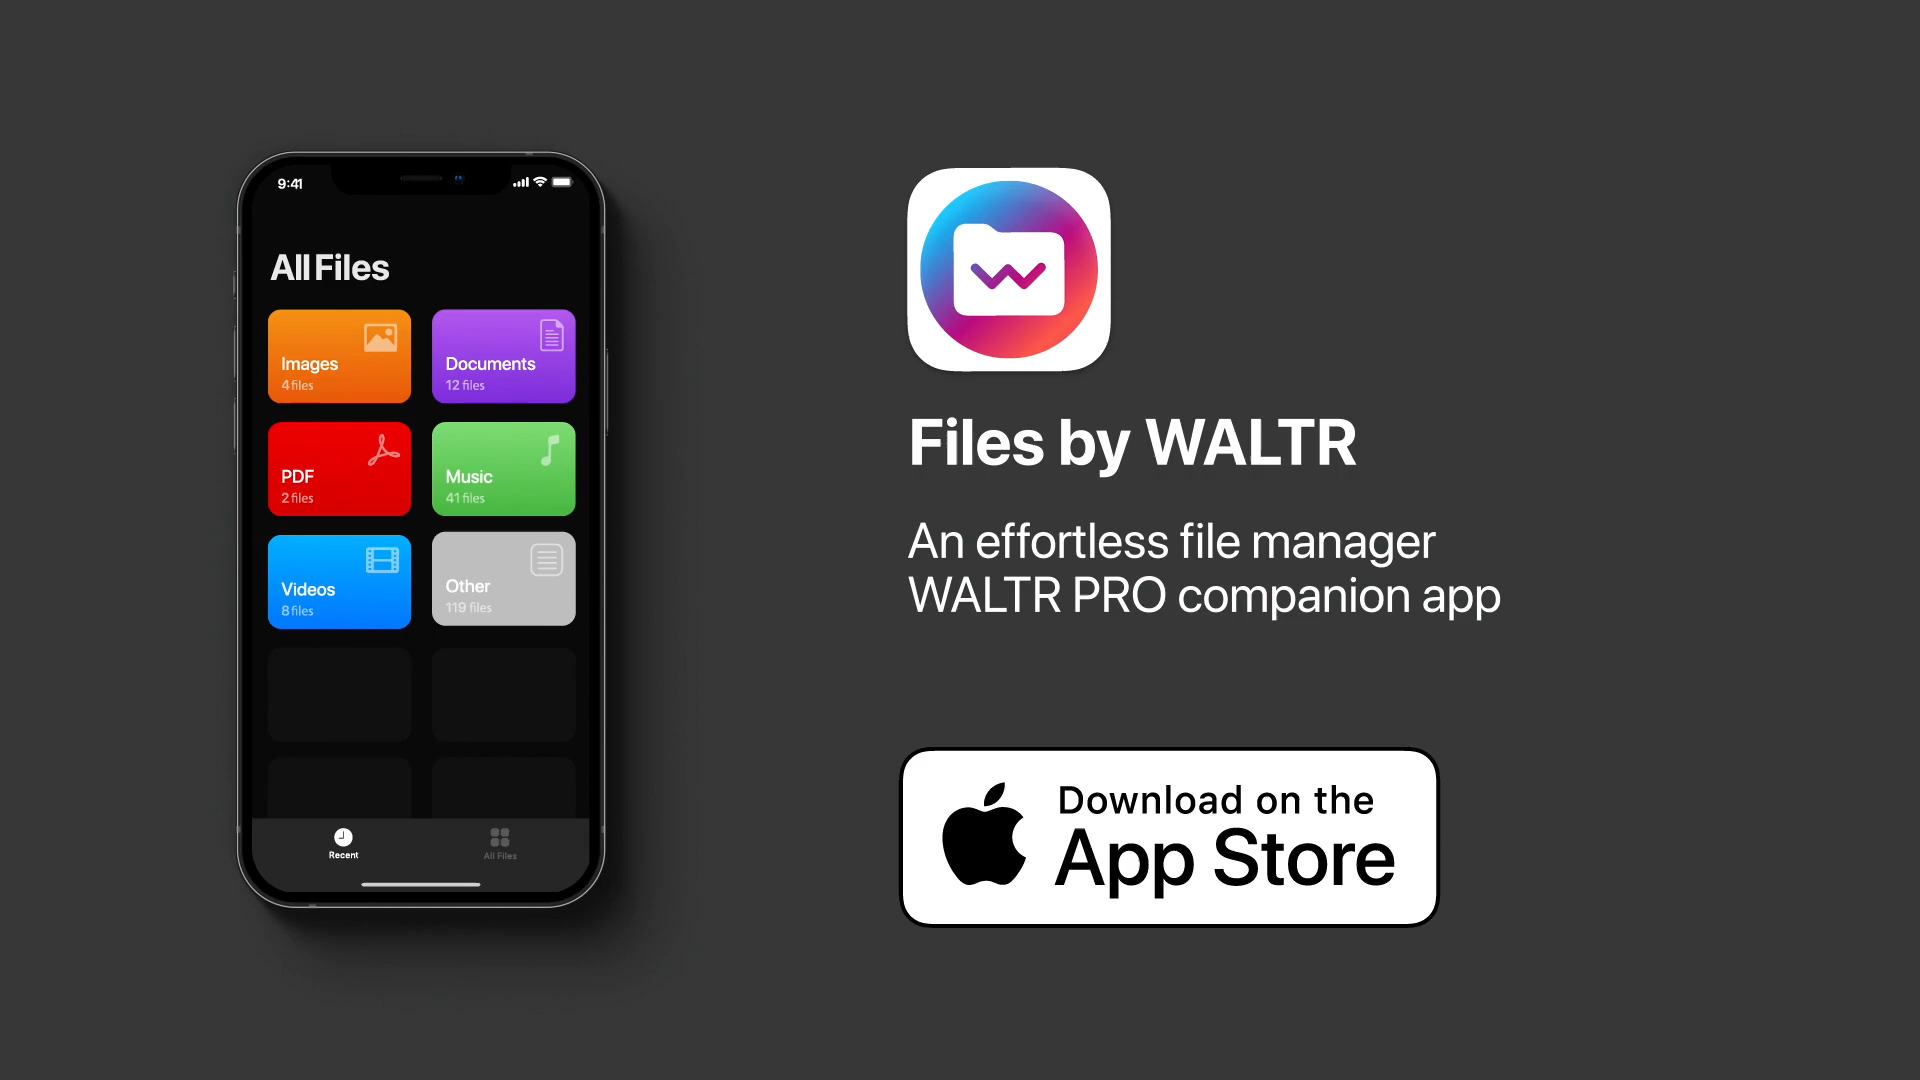 9:41
All Files
Images
4 files
Documents
12 files
PDF
2 files
Music
41 files
Videos
8 files
Other
119 files
Recent
All Files
Files by WALTR
An effortless file manager
WALTR PRO companion app
Download on the
App Store